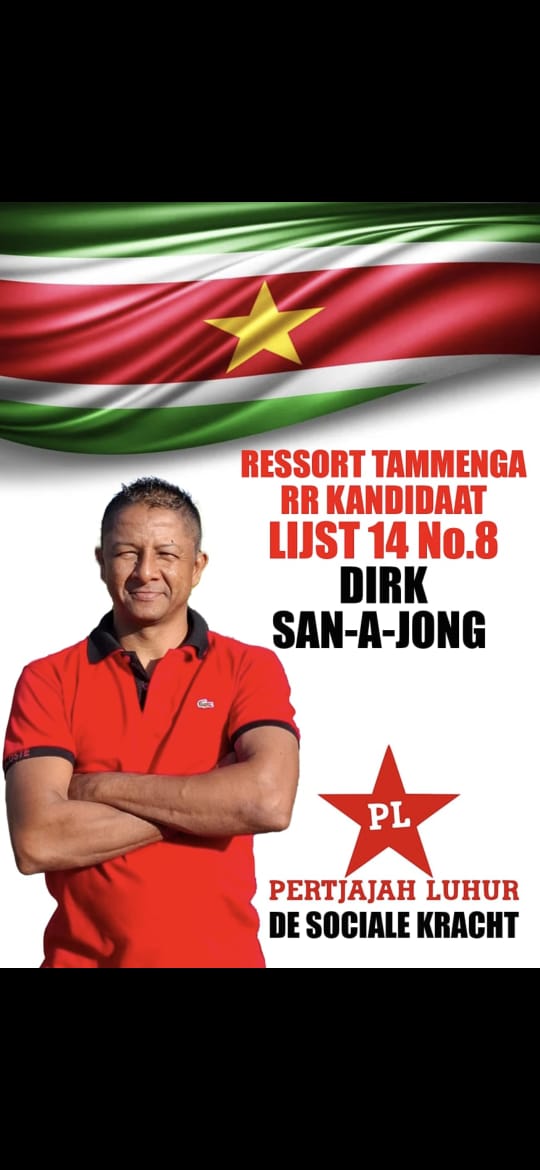 RESSORT TAMMENGA
RR KANDIDAAT
LIJST 14 No.8
DIRK
SAN-A-JONG
PL
PERTJAJAH LUHUR
DE SOCIALE KRACHT